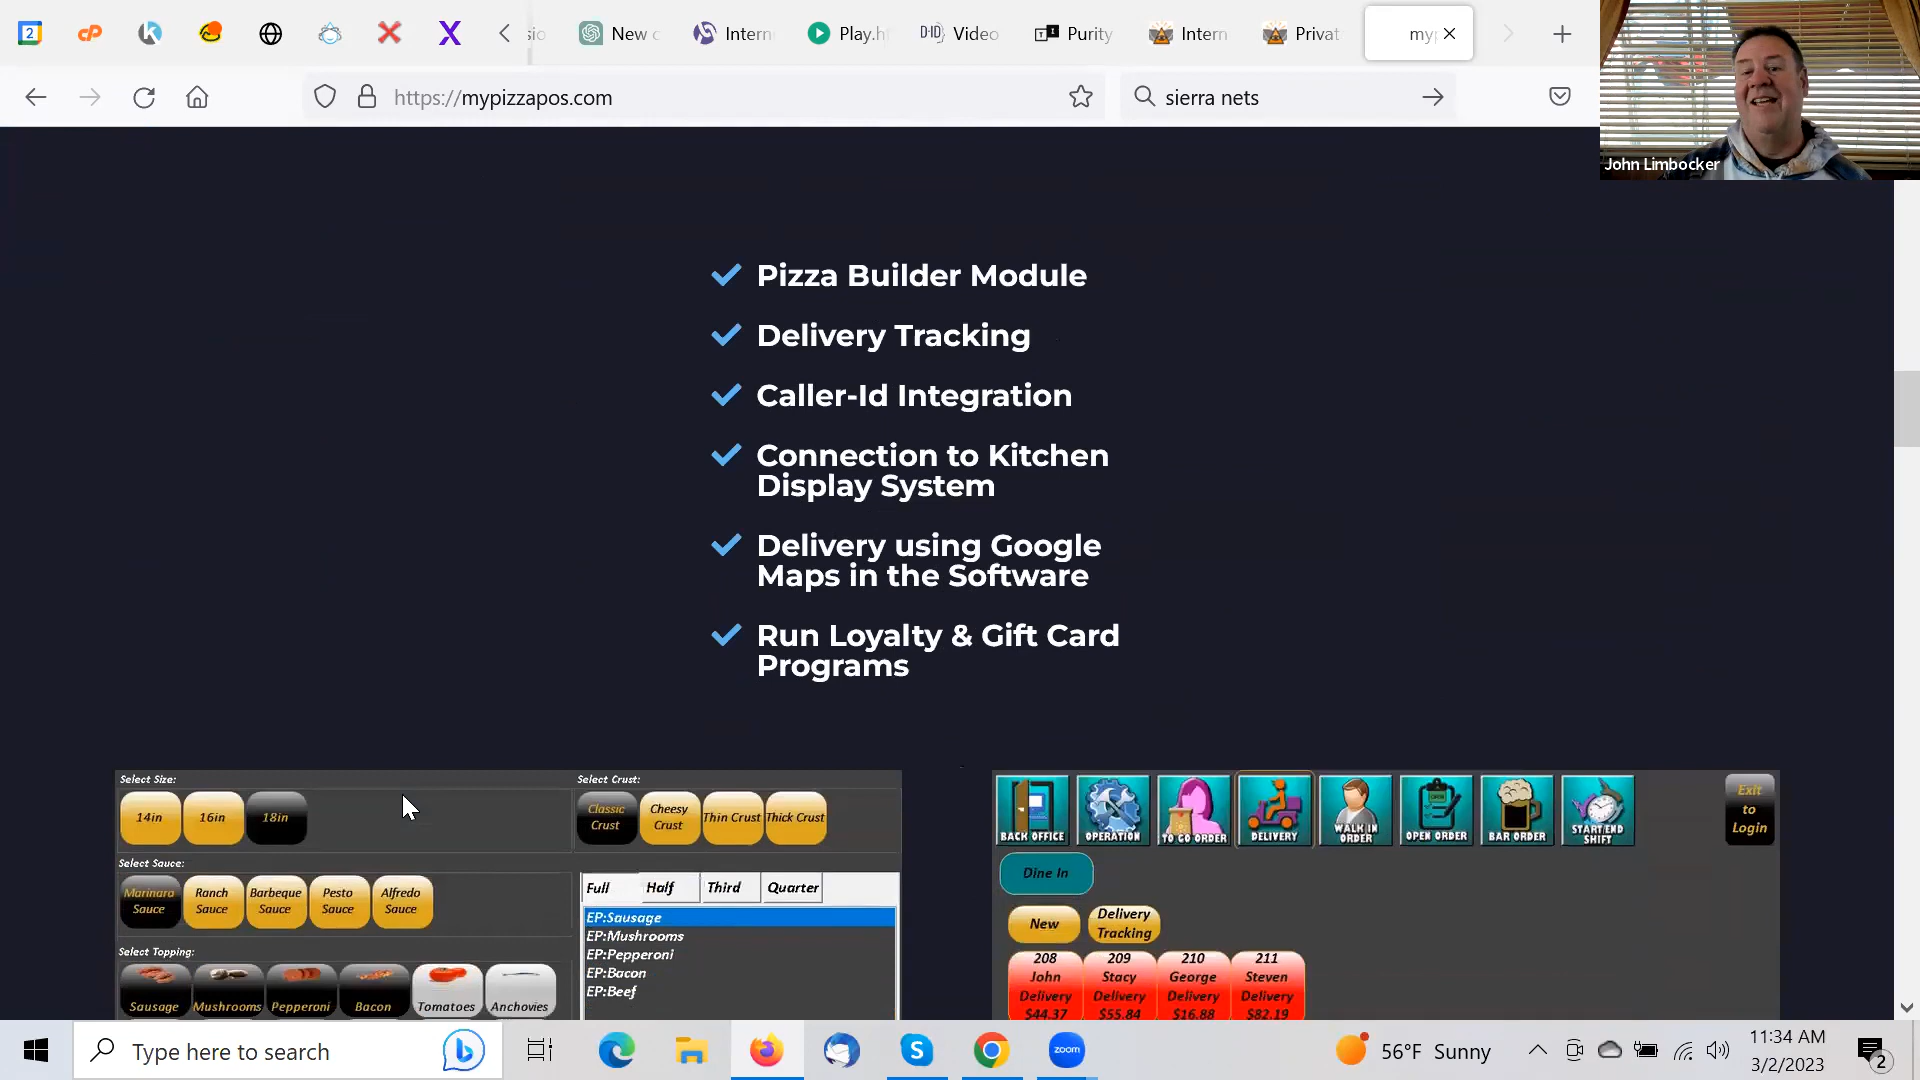 2
New c
Intern
Play.h
D-ID Video
Purity
Intern
Privat
my
https://mypizzapos.com
sierra nets
John Limbocker
Pizza Builder Module
Delivery Tracking
Caller-Id Integration
Connection to Kitchen
Display System
Delivery using Google
Maps in the Software
Run Loyalty & Gift Card
Programs
Select Size:
14in
16in
18in
Select Crust:
Classic
Crust
Cheesy
Crust
Thin Crust
Thick Crust
Select Sauce:
Marinara
Sauce
Ranch
Sauce
Barbeque
Sauce
Pesto
Sauce
Alfredo
Sauce
Full
Half
Third
Quarter
EP:Sausage
EP:Mushrooms
EP:Pepperoni
EP:Bacon
EP:Beef
Select Topping:
Sausage
Mushrooms
Pepperoni
Bacon
Tomatoes
Anchovies
BACK OFFICE
OPERATION
TO GO ORDER
DELIVERY
WALK IN
ORDER
OPEN ORDER
BAR ORDER
START/END
SHIFT
Exit
to
Login
Dine In
New
Delivery
Tracking
208
John
Delivery
$44.37
209
Stacy
Delivery
$55.84
210
George
Delivery
$16.88
211
Steven
Delivery
$82.19
Type here to search
zoom
56°F Sunny
11:34 AM
3/2/2023
2